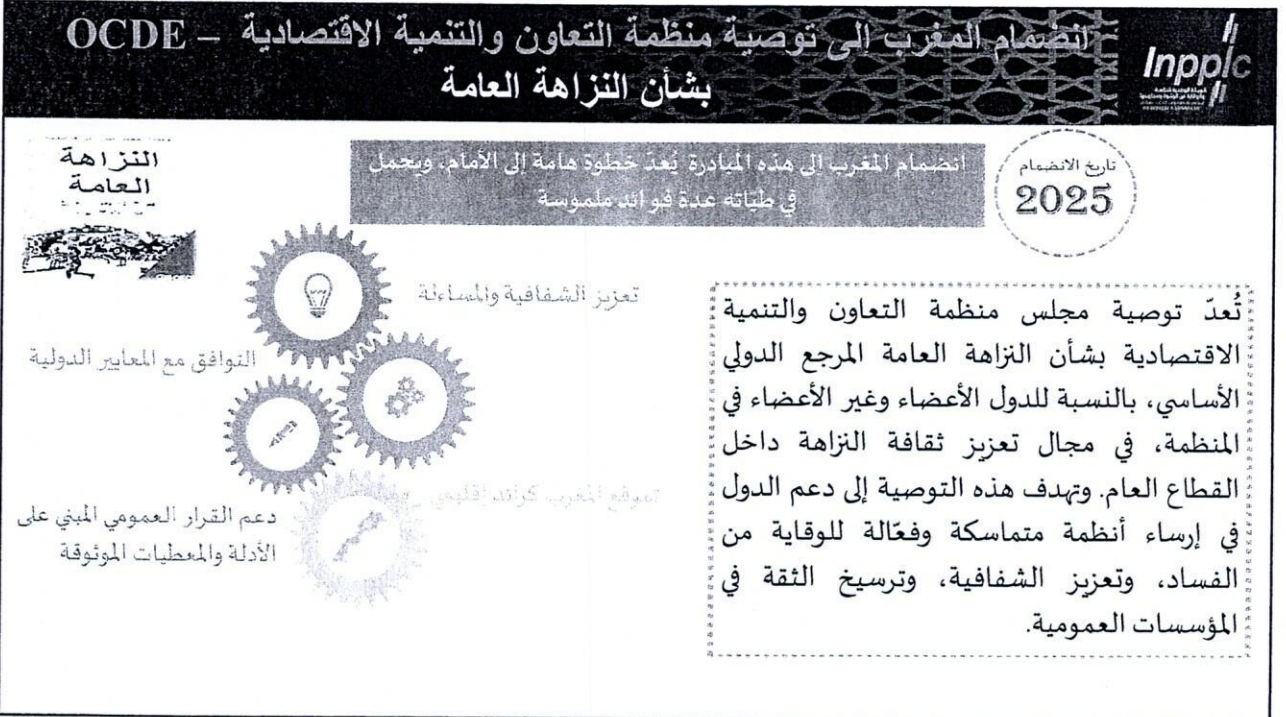 انضمام المغرب الى توصية منظمة التعاون والتنمية الاقتصادية – OCDE
بشأن النزاهة العامة
Inpplc
تاريخ الانضمام
2025
انضمام المغرب إلى هذه المبادرة يُعدّ خطوة هامة إلى الأمام، ويحمل
في طياته عدة فوائد ملموسة
النزاهة
العامة
تُعدّ توصية مجلس منظمة التعاون والتنمية
الاقتصادية بشأن النزاهة العامة المرجع الدولي
الأساسي، بالنسبة للدول الأعضاء وغير الأعضاء في
المنظمة، في مجال تعزيز ثقافة النزاهة داخل
القطاع العام. وتهدف هذه التوصية إلى دعم الدول
في إرساء أنظمة متماسكة وفعّالة للوقاية من
الفساد، وتعزيز الشفافية، وترسيخ الثقة في
المؤسسات العمومية.
تعزيز الشفافية والمساءلة
التوافق مع المعايير الدولية
تموقع المغرب كرائد إقليمي
دعم القرار العمومي المبني على
الأدلة والمعطيات الموثوقة